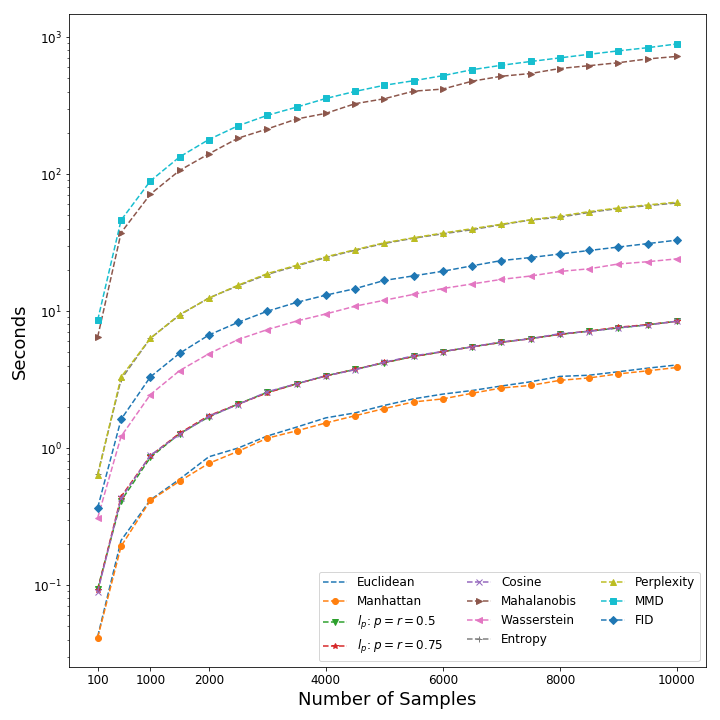 10³
10²
10¹
10⁰
10⁻¹
Seconds
100
1000
2000
4000
6000
8000
10000
Number of Samples
Euclidean
Manhattan
lₚ: p = r = 0.5
lₚ: p = r = 0.75
Cosine
Mahalanobis
Wasserstein
Entropy
Perplexity
MMD
FID